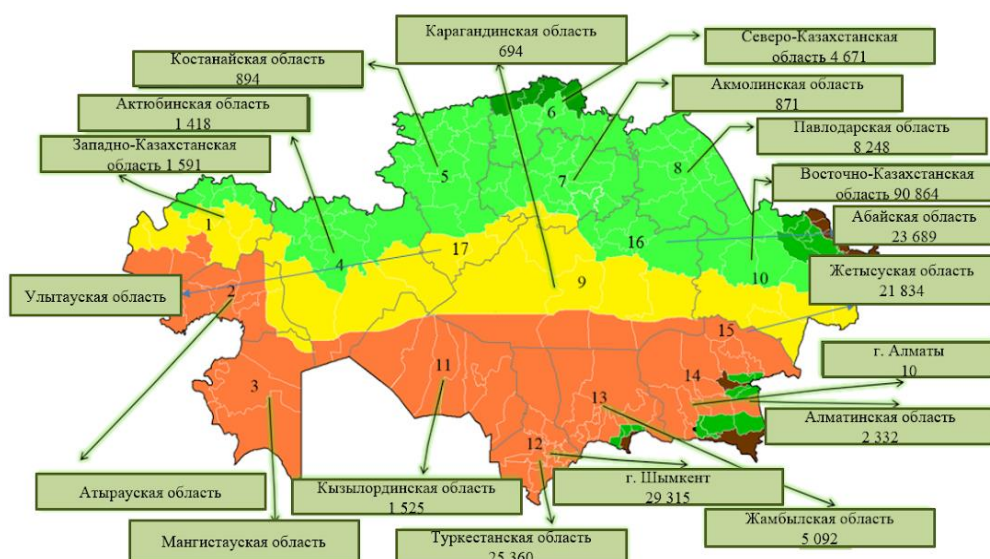 Карагандинская область
694
Северо-Казахстанская
область 4 671
Костанайская область
894
Акмолинская область
871
Актюбинская область
1 418
Павлодарская область
8 248
Западно-Казахстанская
область 1 591
Восточно-Казахстанская
область 90 864
Абайская область
23 689
Жетысуская область
21 834
Улытауская область
г. Алматы
10
Алматинская область
2 332
Атырауская область
Кызылординская область
1 525
г. Шымкент
29 315
Мангистауская область
Туркестанская область
25 360
Жамбылская область
5 092
1
2
3
4
5
6
7
8
9
10
11
12
13
14
15
16
17